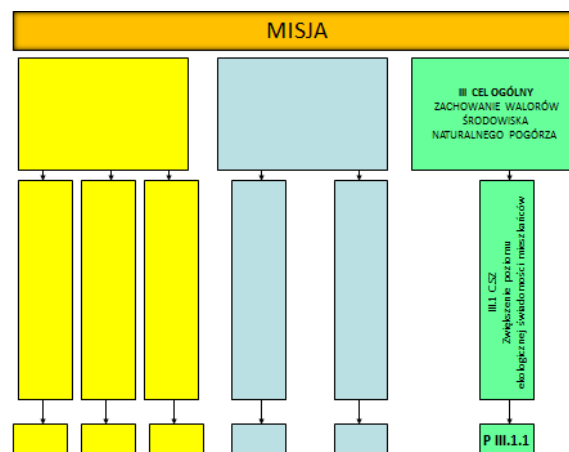 MISJA
III CEL OGÓLNY
ZACHOWANIE WALORÓW
ŚRODOWISKA
NATURALNEGO POGÓRZA
III.1 C.SZ
Zwiększenie poziomu
ekologicznej świadomości mieszkańców
P III.1.1